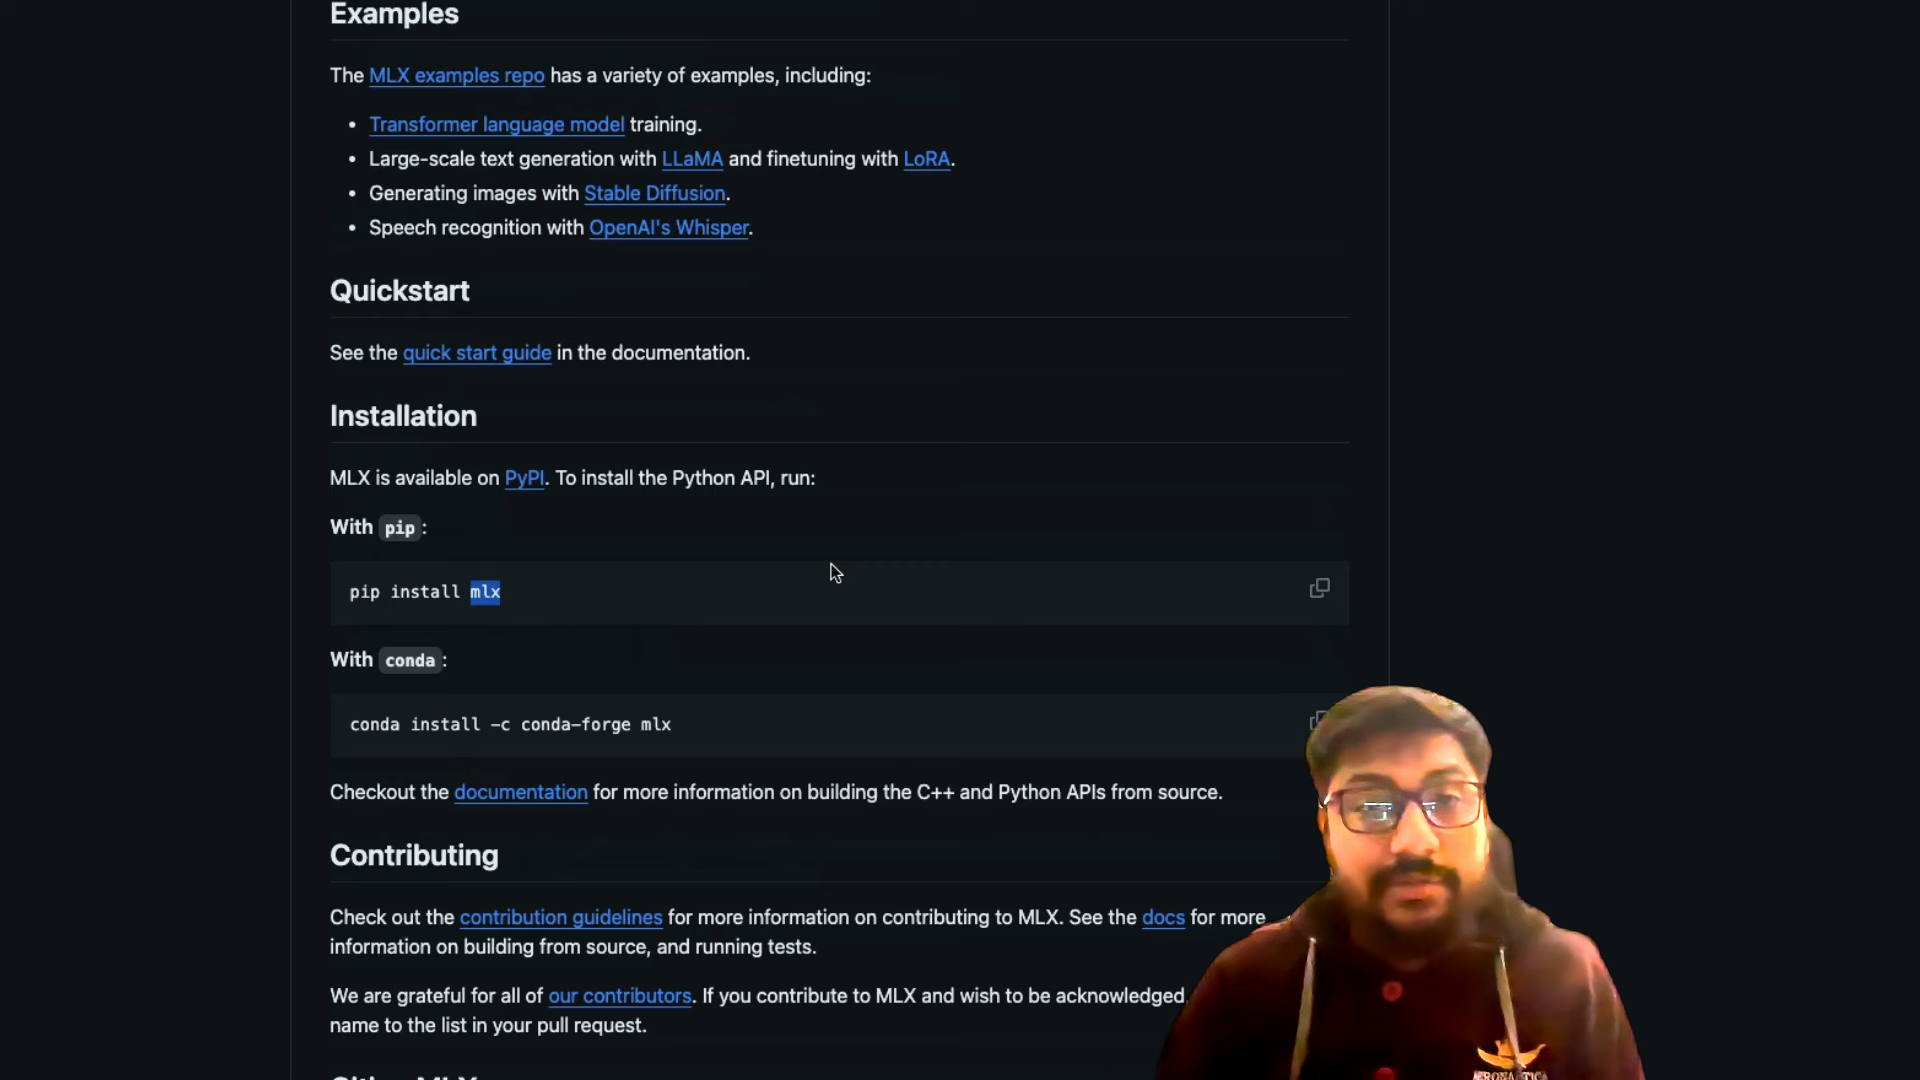 Examples
The MLX examples repo has a variety of examples, including:
Transformer language model training.
Large-scale text generation with LLaMA and finetuning with LoRA.
Generating images with Stable Diffusion.
Speech recognition with OpenAI's Whisper.
Quickstart
See the quick start guide in the documentation.
Installation
MLX is available on PyPI. To install the Python API, run:
With pip:
pip install mlx
With conda:
conda install -c conda-forge mlx
Checkout the documentation for more information on building the C++ and Python APIs from source.
Contributing
Check out the contribution guidelines for more information on contributing to MLX. See the docs for more
information on building from source, and running tests.
We are grateful for all of our contributors. If you contribute to MLX and wish to be acknowledged
name to the list in your pull request.